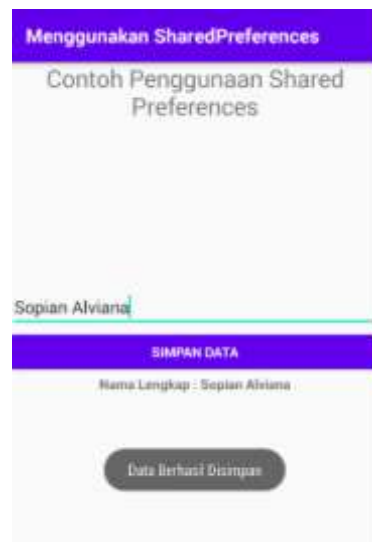 Menggunakan SharedPreferences
Contoh Penggunaan Shared
Preferences
Sopian Alviana
SIMPAN DATA
Nama Lengkap : Sopian Alviana
Data Berhasil Disimpan